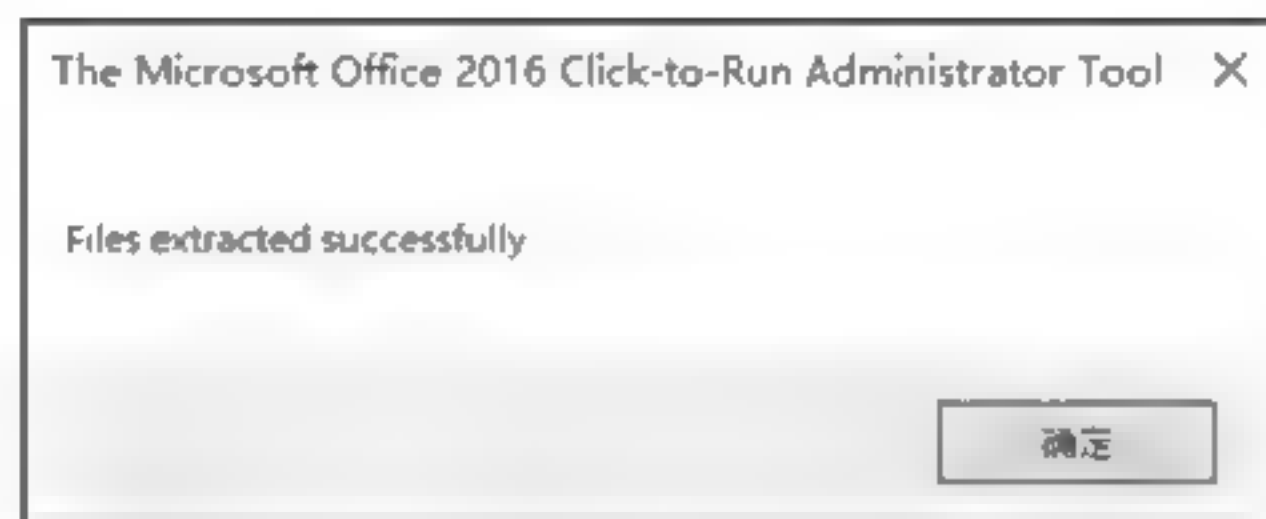 The Microsoft Office 2016 Click-to-Run Administrator Tool
Files extracted successfully
确定